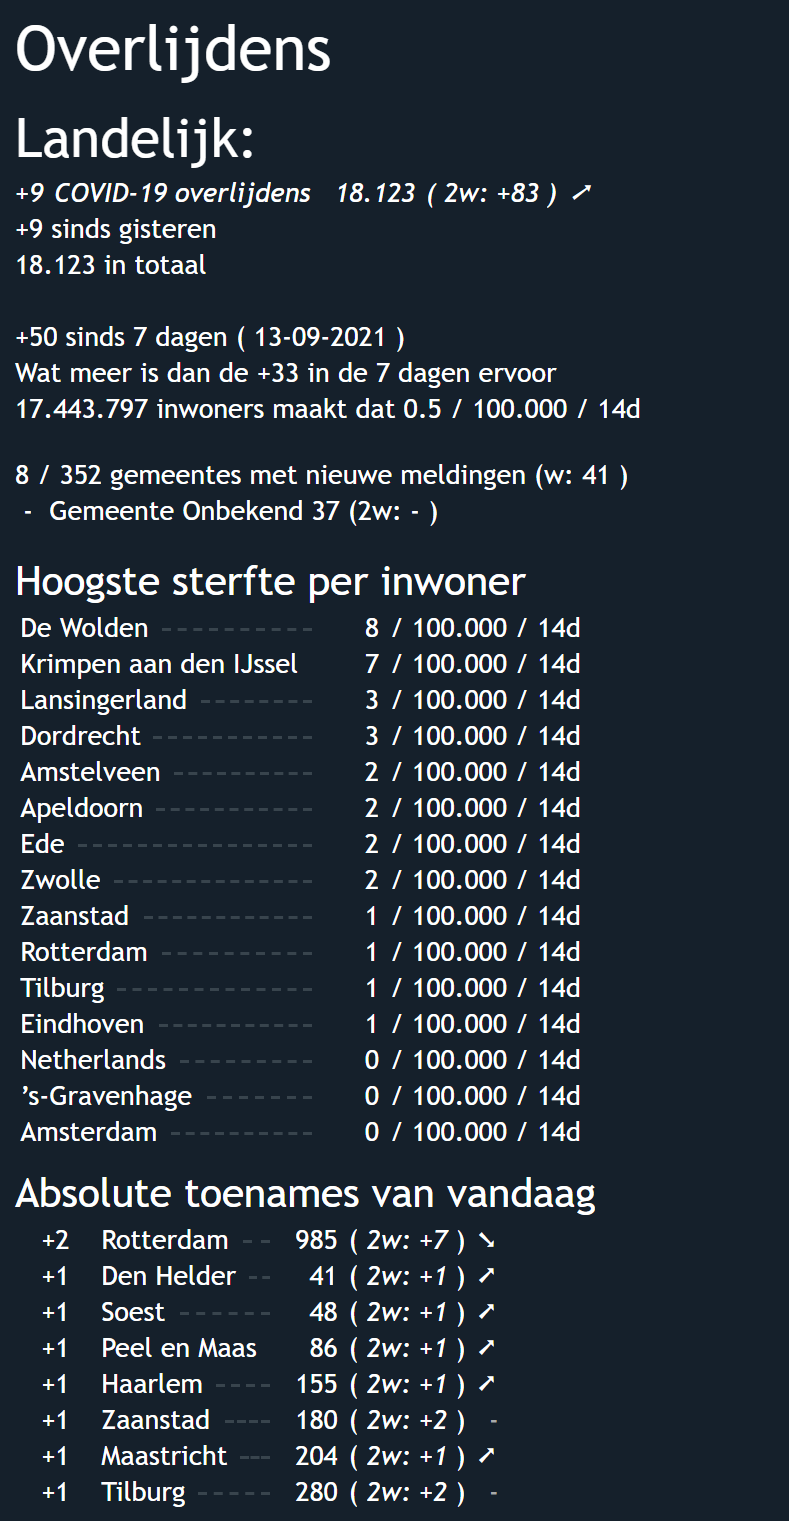 Overlijdens
Landelijk:
+9 COVID-19 overlijdens 18.123 ( 2w: +83 ) ➚
+9 sinds gisteren
18.123 in totaal
+50 sinds 7 dagen ( 13-09-2021 )
Wat meer is dan de +33 in de 7 dagen ervoor
17.443.797 inwoners maakt dat 0.5 / 100.000 / 14d
8 / 352 gemeentes met nieuwe meldingen (w: 41 )
- Gemeente Onbekend 37 (2w: - )
Hoogste sterfte per inwoner
De Wolden ----------- 8 / 100.000 / 14d
Krimpen aan den IJssel 7 / 100.000 / 14d
Lansingerland -------- 3 / 100.000 / 14d
Dordrecht ----------- 3 / 100.000 / 14d
Amstelveen ---------- 2 / 100.000 / 14d
Apeldoorn ----------- 2 / 100.000 / 14d
Ede ---------------- 2 / 100.000 / 14d
Zwolle -------------- 2 / 100.000 / 14d
Zaanstad ------------ 1 / 100.000 / 14d
Rotterdam ----------- 1 / 100.000 / 14d
Tilburg -------------- 1 / 100.000 / 14d
Eindhoven ----------- 1 / 100.000 / 14d
Netherlands --------- 0 / 100.000 / 14d
’s-Gravenhage ------- 0 / 100.000 / 14d
Amsterdam ---------- 0 / 100.000 / 14d
Absolute toenames van vandaag
+2 Rotterdam -- 985 ( 2w: +7 ) ➘
+1 Den Helder -- 41 ( 2w: +1 ) ➚
+1 Soest ------ 48 ( 2w: +1 ) ➚
+1 Peel en Maas 86 ( 2w: +1 ) ➚
+1 Haarlem ---- 155 ( 2w: +1 ) ➚
+1 Zaanstad ---- 180 ( 2w: +2 ) -
+1 Maastricht --- 204 ( 2w: +1 ) ➚
+1 Tilburg ----- 280 ( 2w: +2 ) -